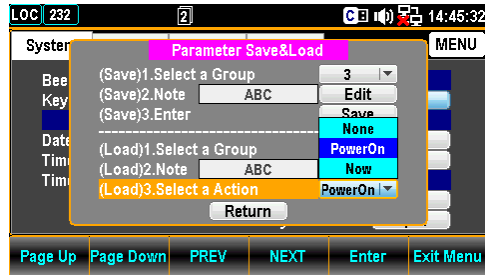 LOC 232 2 C 14:45:32
System MENU
Parameter Save&Load
(Save)1.Select a Group 3
(Save)2.Note ABC Edit
(Save)3.Enter Save
None
(Load)1.Select a Group PowerOn
(Load)2.Note ABC Now
(Load)3.Select a Action PowerOn
Return
Bee
Key
Date
Time
Tim
Page Up Page Down PREV NEXT Enter Exit Menu